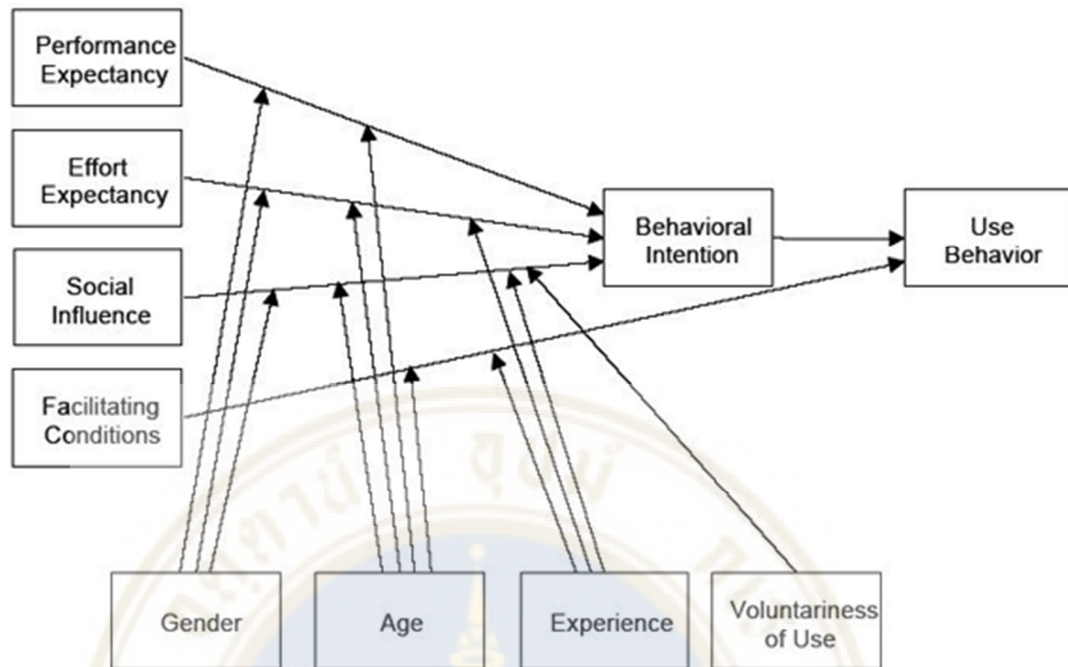 Performance
Expectancy
Effort
Expectancy
Social
Influence
Facilitating
Conditions
Behavioral
Intention
Use
Behavior
Gender
Age
Experience
Voluntariness
of Use